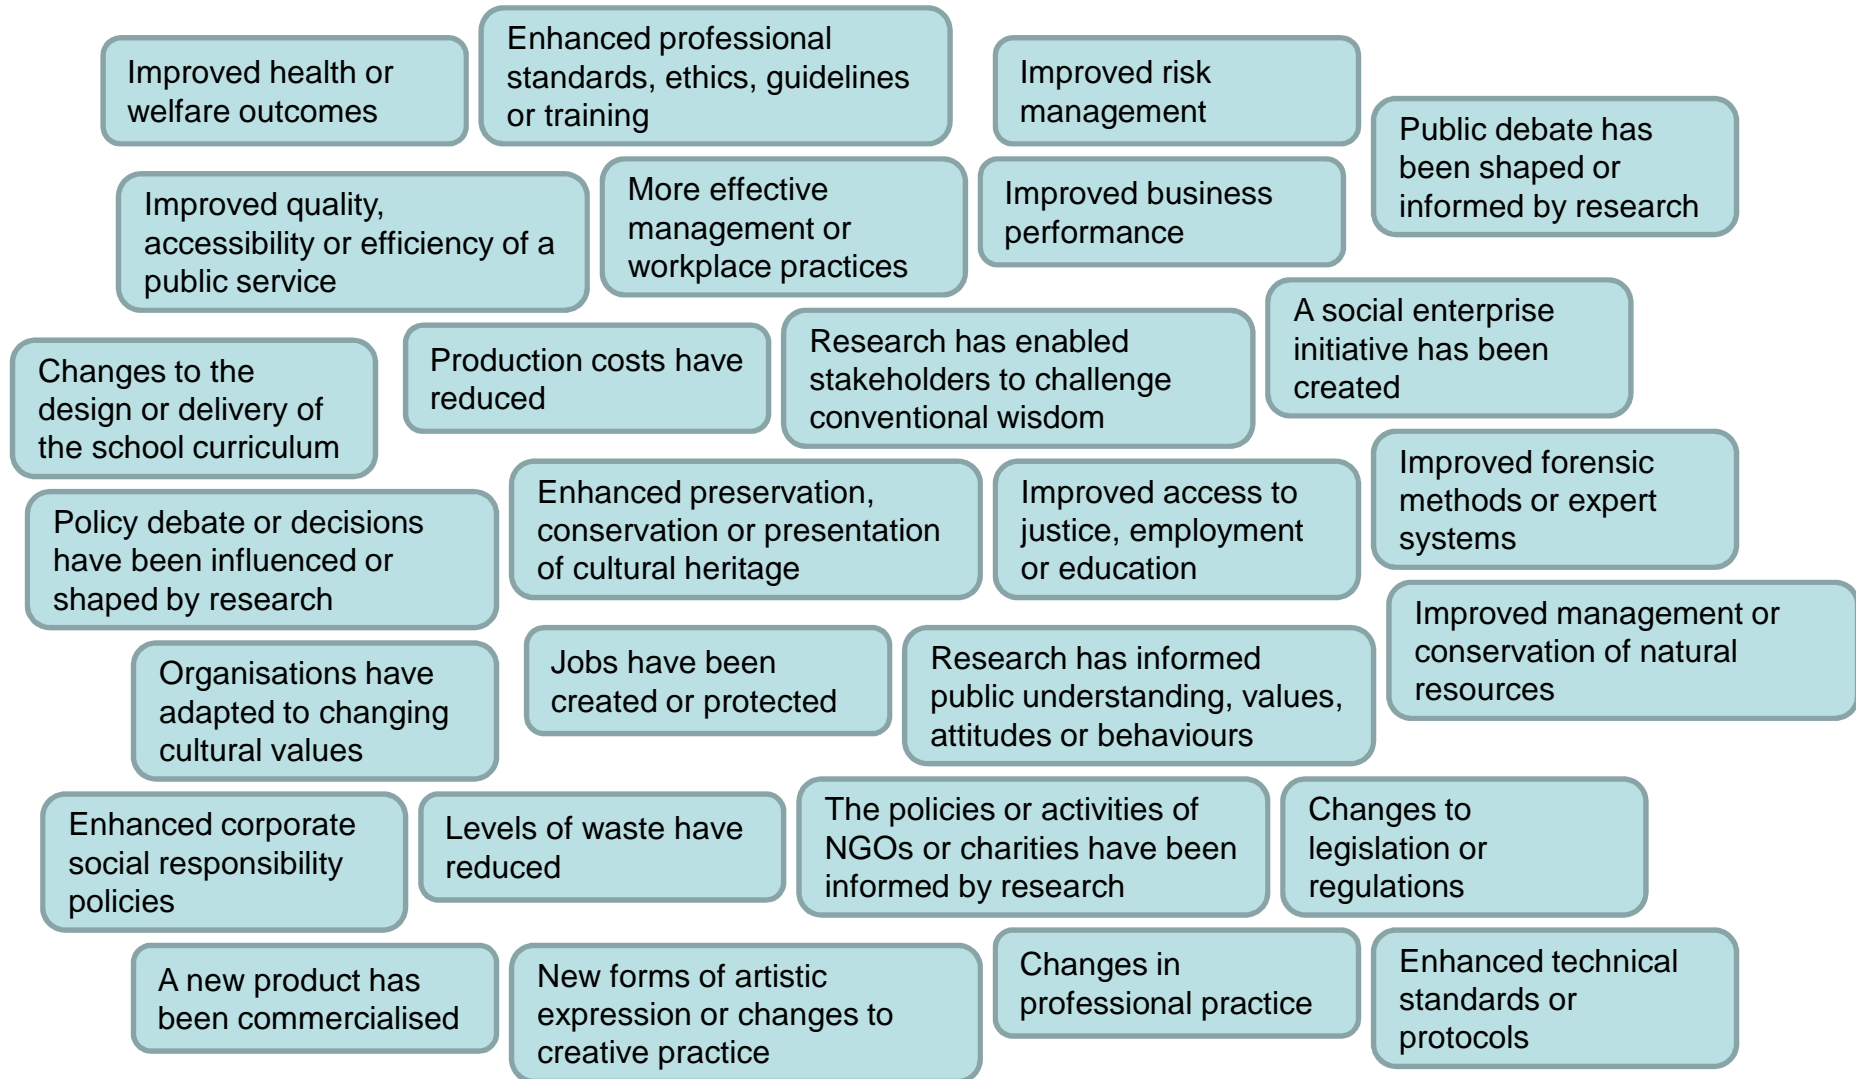 Improved health or
welfare outcomes
Enhanced professional
standards, ethics, guidelines
or training
Improved risk
management
Public debate has
been shaped or
informed by research
Improved quality,
accessibility or efficiency of a
public service
More effective
management or
workplace practices
Improved business
performance
A social enterprise
initiative has been
created
Changes to the
design or delivery of
the school curriculum
Production costs have
reduced
Research has enabled
stakeholders to challenge
conventional wisdom
Improved forensic
methods or expert
systems
Policy debate or decisions
have been influenced or
shaped by research
Enhanced preservation,
conservation or presentation
of cultural heritage
Improved access to
justice, employment
or education
Improved management or
conservation of natural
resources
Organisations have
adapted to changing
cultural values
Jobs have been
created or protected
Research has informed
public understanding, values,
attitudes or behaviours
Enhanced corporate
social responsibility
policies
Levels of waste have
reduced
The policies or activities of
NGOs or charities have been
informed by research
Changes to
legislation or
regulations
A new product has
been commercialised
New forms of artistic
expression or changes to
creative practice
Changes in
professional practice
Enhanced technical
standards or
protocols